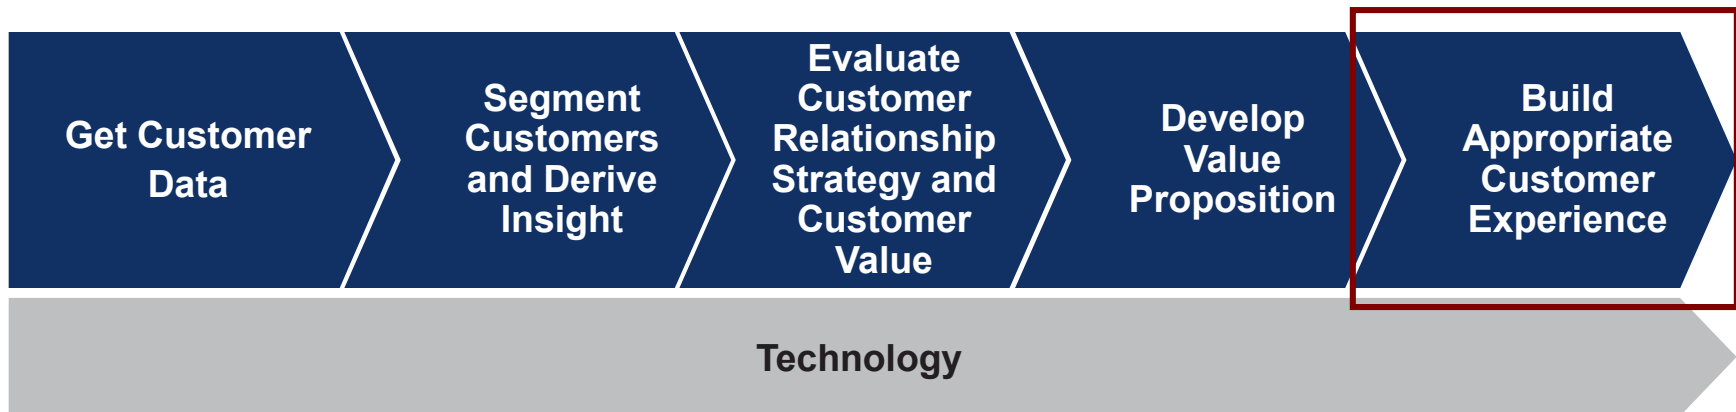 Get Customer
Data
Segment
Customers
and Derive
Insight
Evaluate
Customer
Relationship
Strategy and
Customer
Value
Develop
Value
Proposition
Build
Appropriate
Customer
Experience
Technology